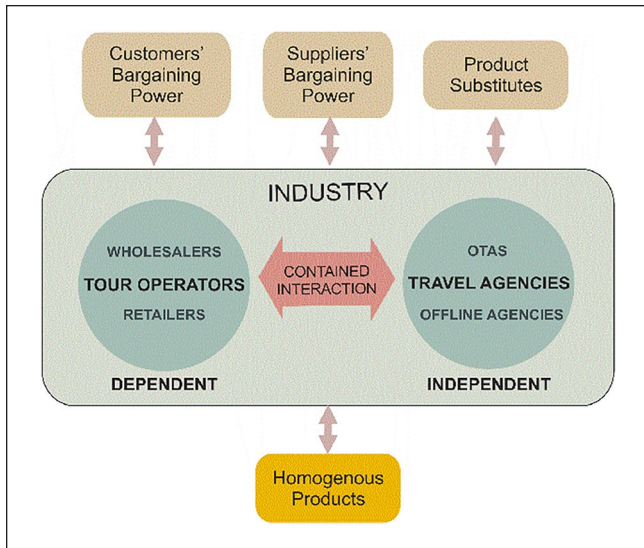 Customers'
Bargaining
Power
Suppliers'
Bargaining
Power
Product
Substitutes
INDUSTRY
WHOLESALERS
TOUR OPERATORS
RETAILERS
CONTAINED
INTERACTION
OTAS
TRAVEL AGENCIES
OFFLINE AGENCIES
DEPENDENT
INDEPENDENT
Homogenous
Products